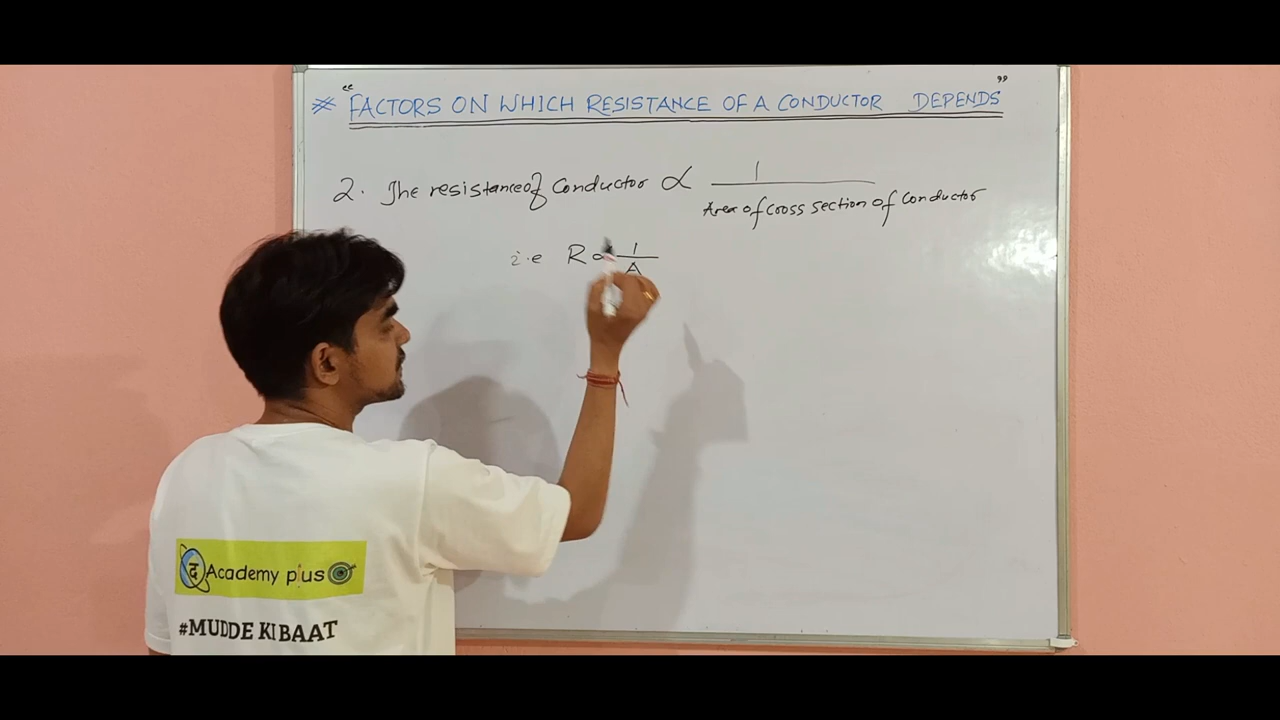 “ ”
# FACTORS ON WHICH RESISTANCE OF A CONDUCTOR DEPENDS
2. The resistance of Conductor ∝ 1
Area of cross section of Conductor
i.e R ∝ 1
A
द Academy plus
#MUDDE KI BAAT